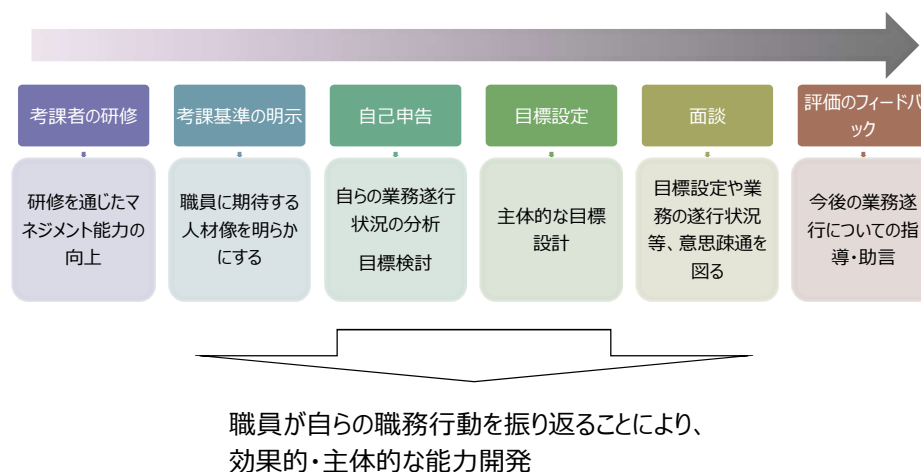 考課者の研修
研修を通じたマ
ネジメント能力の
向上
考課基準の明示
職員に期待する
人材像を明らか
にする
自己申告
自らの業務遂行
状況の分析
目標検討
目標設定
主体的な目標
設計
面談
目標設定や業
務の遂行状況
等、意思疎通を
図る
評価のフィードバ
ック
今後の業務遂
行についての指
導・助言
職員が自らの職務行動を振り返ることにより、
効果的・主体的な能力開発